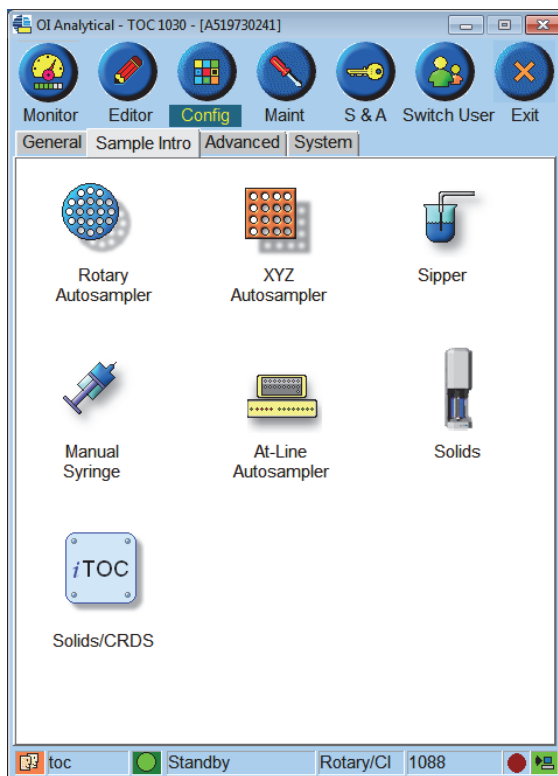 OI Analytical - TOC 1030 - [A519730241]
Monitor Editor Config Maint S & A Switch User Exit
General Sample Intro Advanced System
Rotary Autosampler
XYZ Autosampler
Sipper
Manual Syringe
At-Line Autosampler
Solids
iTOC
Solids/CRDS
toc Standby Rotary/CI 1088